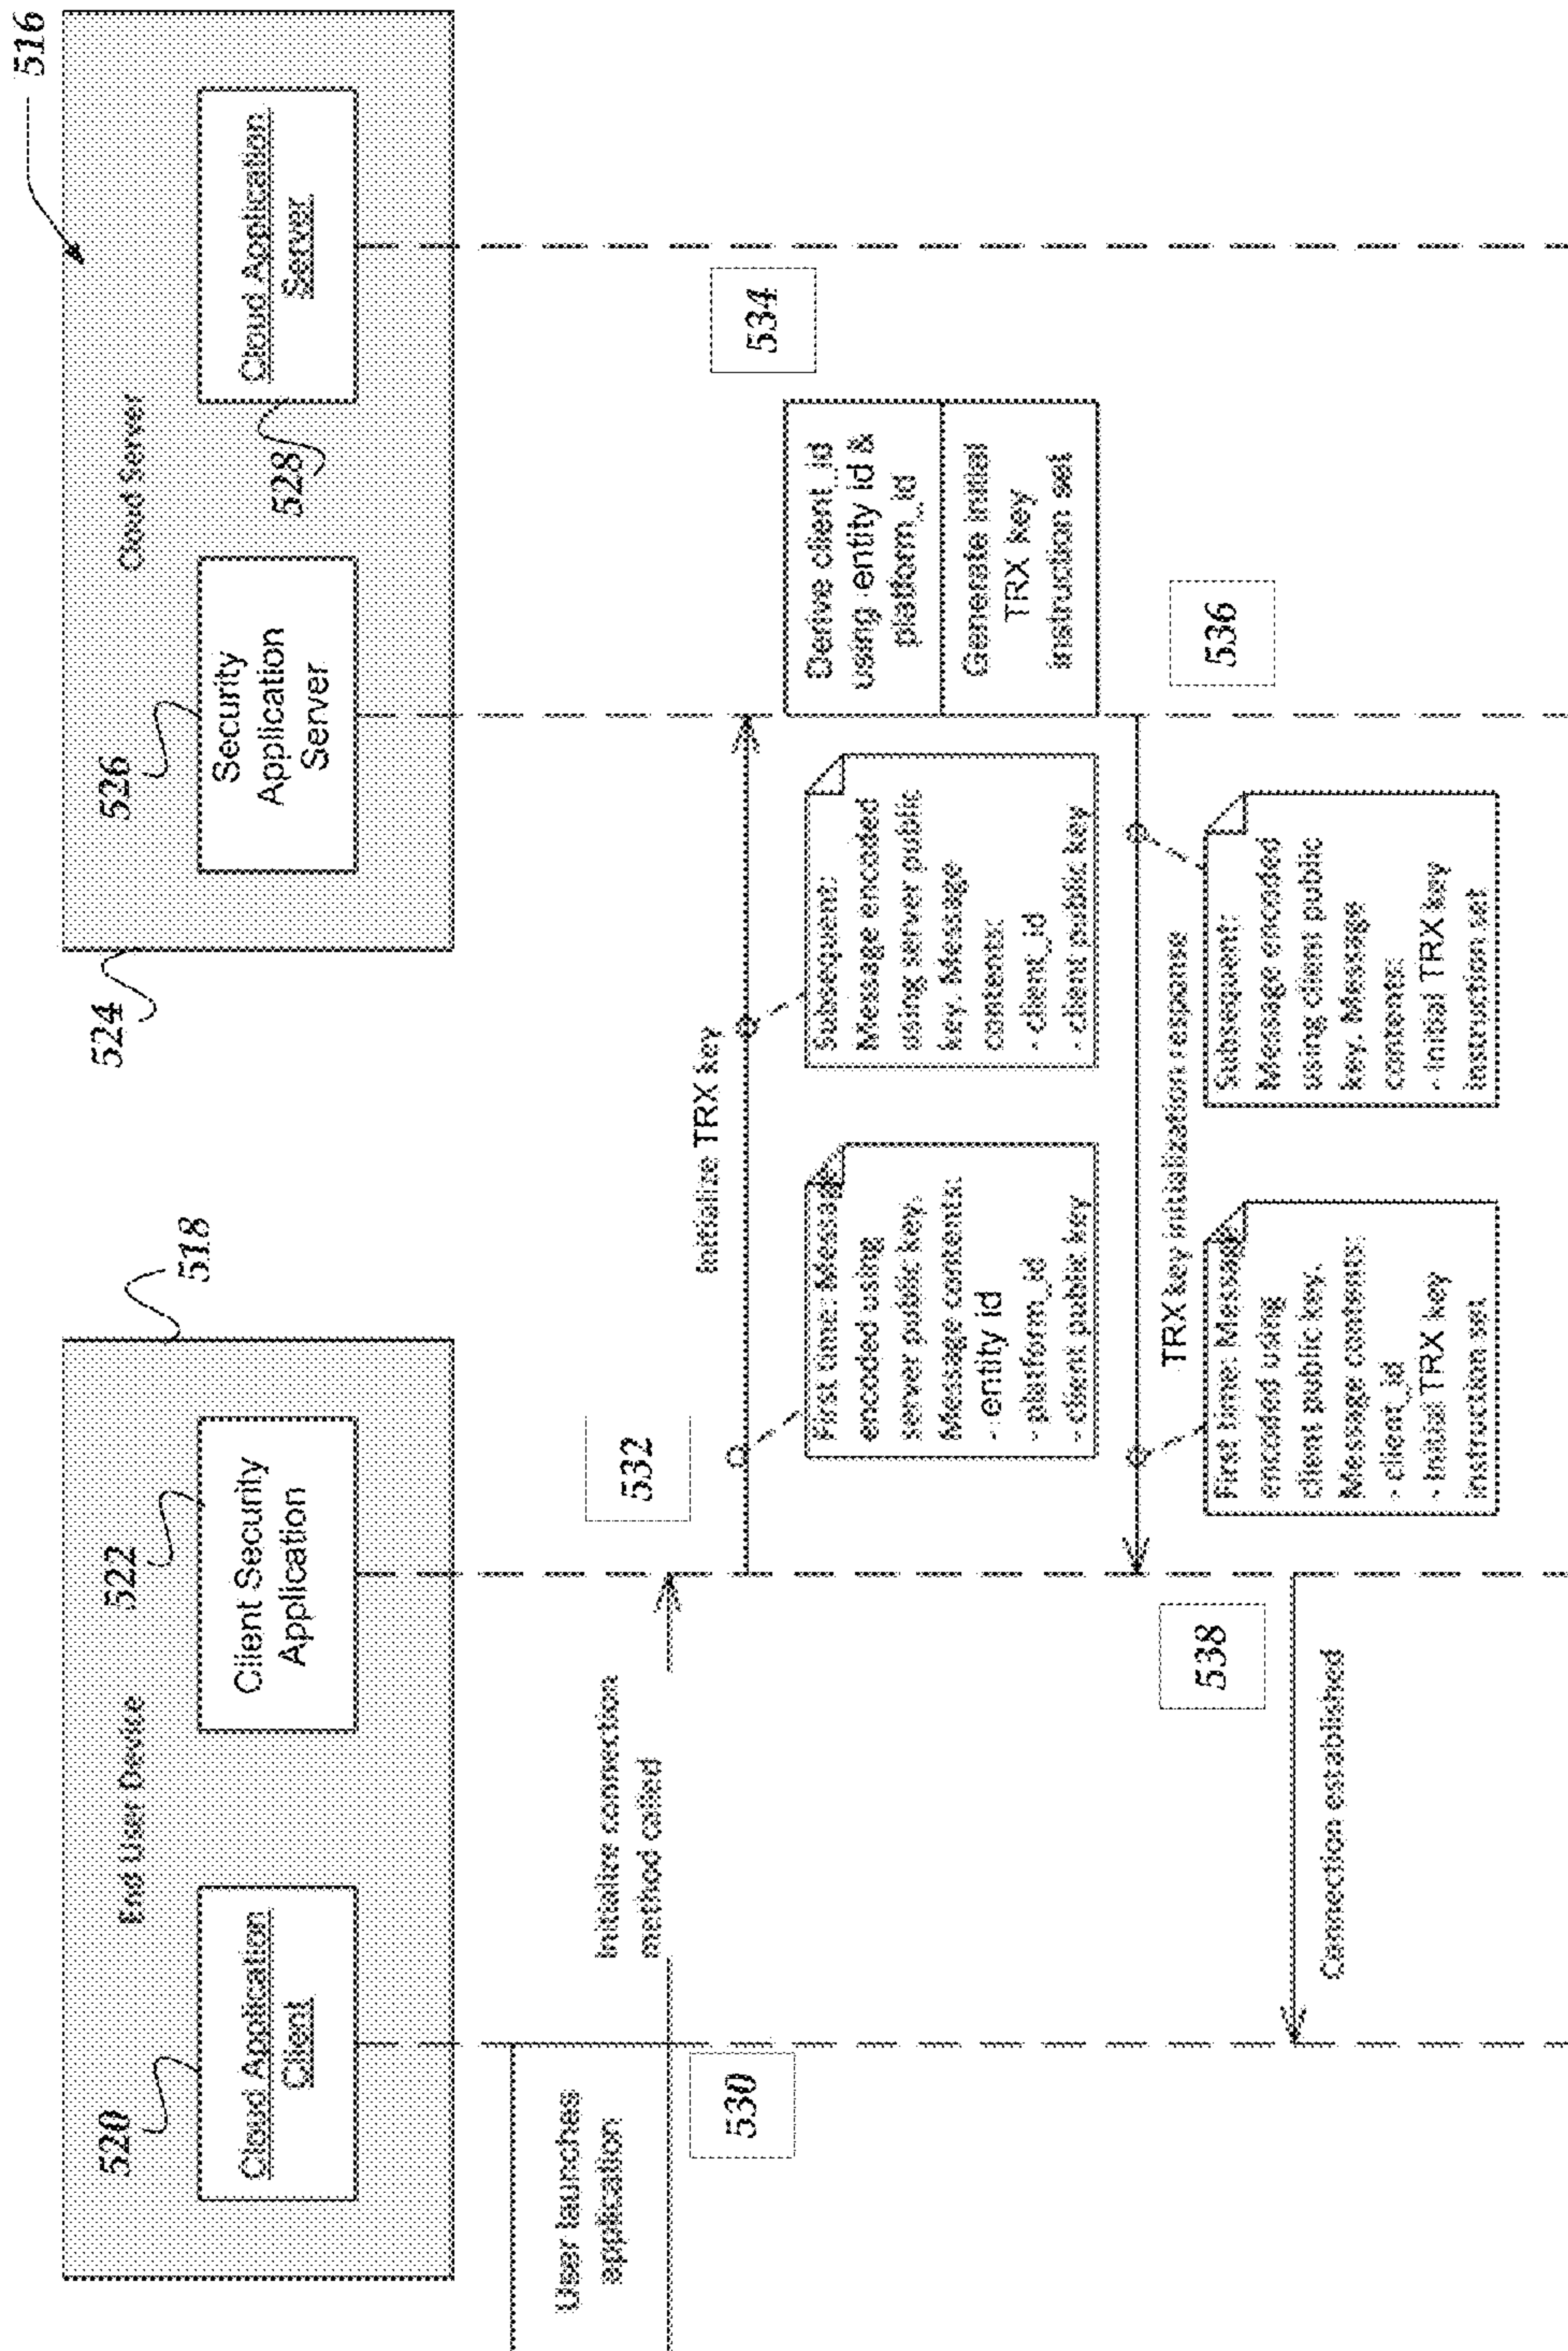 516
End User Device
518
524
Cloud Server
520
Cloud Application
Client
522
Client Security
Application
526
Security
Application
Server
528
Cloud Application
Server
User launches
application
530
Initialize connection
method called
532
Initialize TRX key
534
First time: Message
encoded using
server public key.
Message contents:
- entity id
- platform_id
- client public key
Subsequent:
Message encoded
using server public
key. Message
contents:
- client_id
- client public key
Derive client_id
using entity id &
platform_id
Generate initial
TRX key
instruction set
536
TRX key initialization response
538
First time: Message
encoded using
client public key.
Message contents:
- client_id
- Initial TRX key
instruction set
Subsequent:
Message encoded
using client public
key. Message
contents:
- Initial TRX key
instruction set
Connection established